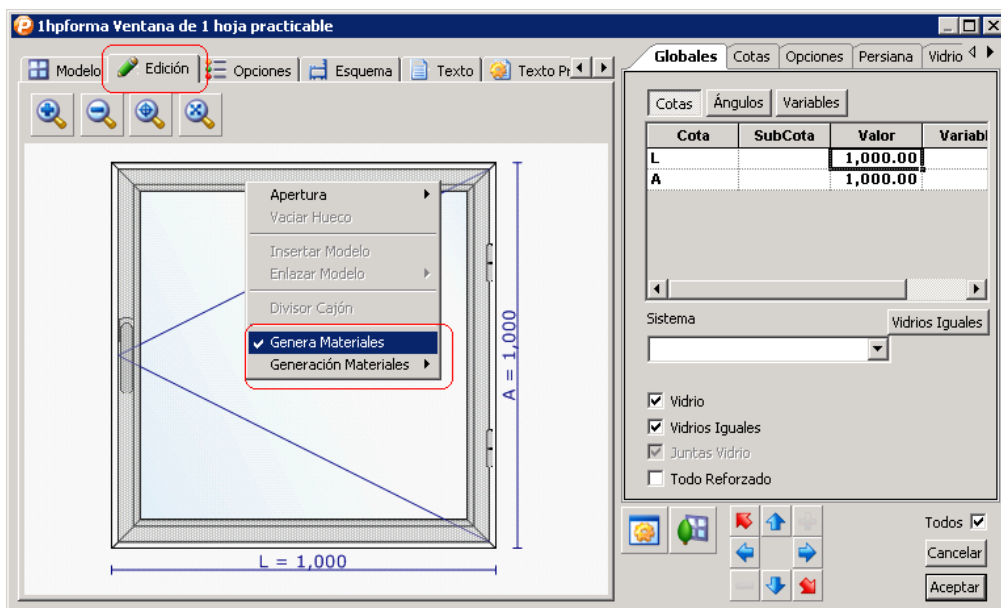 1hpforma Ventana de 1 hoja practicable
Modelo Edición Opciones Esquema Texto Texto Pr
Globales Cotas Opciones Persiana Vidrio
Cotas Ángulos Variables
Cota SubCota Valor Variabl
L 1,000.00
A 1,000.00
Apertura
Vaciar Hueco
Insertar Modelo
Enlazar Modelo
Divisor Cajón
Genera Materiales
Generación Materiales
A = 1,000
L = 1,000
Sistema
Vidrios Iguales
Vidrio
Vidrios Iguales
Juntas Vidrio
Todo Reforzado
Todos
Cancelar
Aceptar